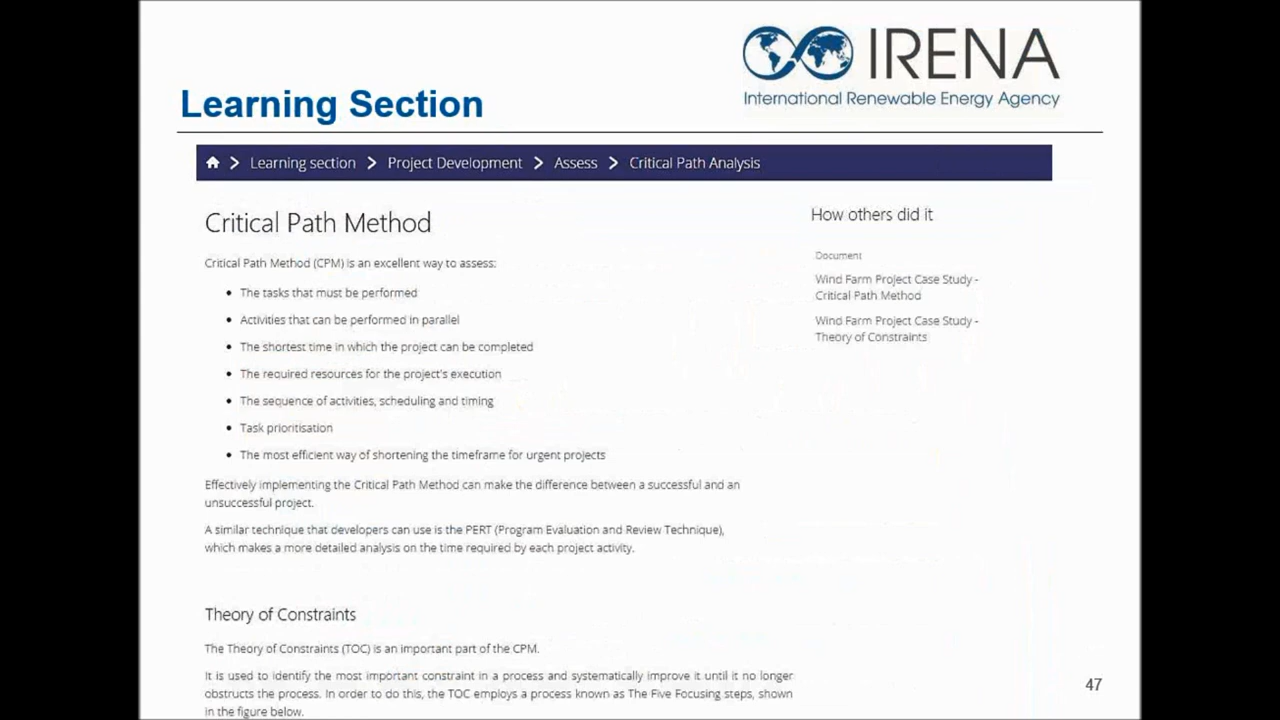 IRENA
International Renewable Energy Agency
Learning Section
Learning section
Project Development
Assess
Critical Path Analysis
Critical Path Method
Critical Path Method (CPM) is an excellent way to assess:
• The tasks that must be performed
• Activities that can be performed in parallel
• The shortest time in which the project can be completed
• The required resources for the project's execution
• The sequence of activities, scheduling and timing
• Task prioritisation
• The most efficient way of shortening the timeframe for urgent projects
Effectively implementing the Critical Path Method can make the difference between a successful and an
unsuccessful project.
A similar technique that developers can use is the PERT (Program Evaluation and Review Technique),
which makes a more detailed analysis on the time required by each project activity.
Theory of Constraints
The Theory of Constraints (TOC) is an important part of the CPM.
It is used to identify the most important constraint in a process and systematically improve it until it no longer
obstructs the process. In order to do this, the TOC employs a process known as The Five Focusing steps, shown
in the figure below.
How others did it
Document
Wind Farm Project Case Study -
Critical Path Method
Wind Farm Project Case Study -
Theory of Constraints
47